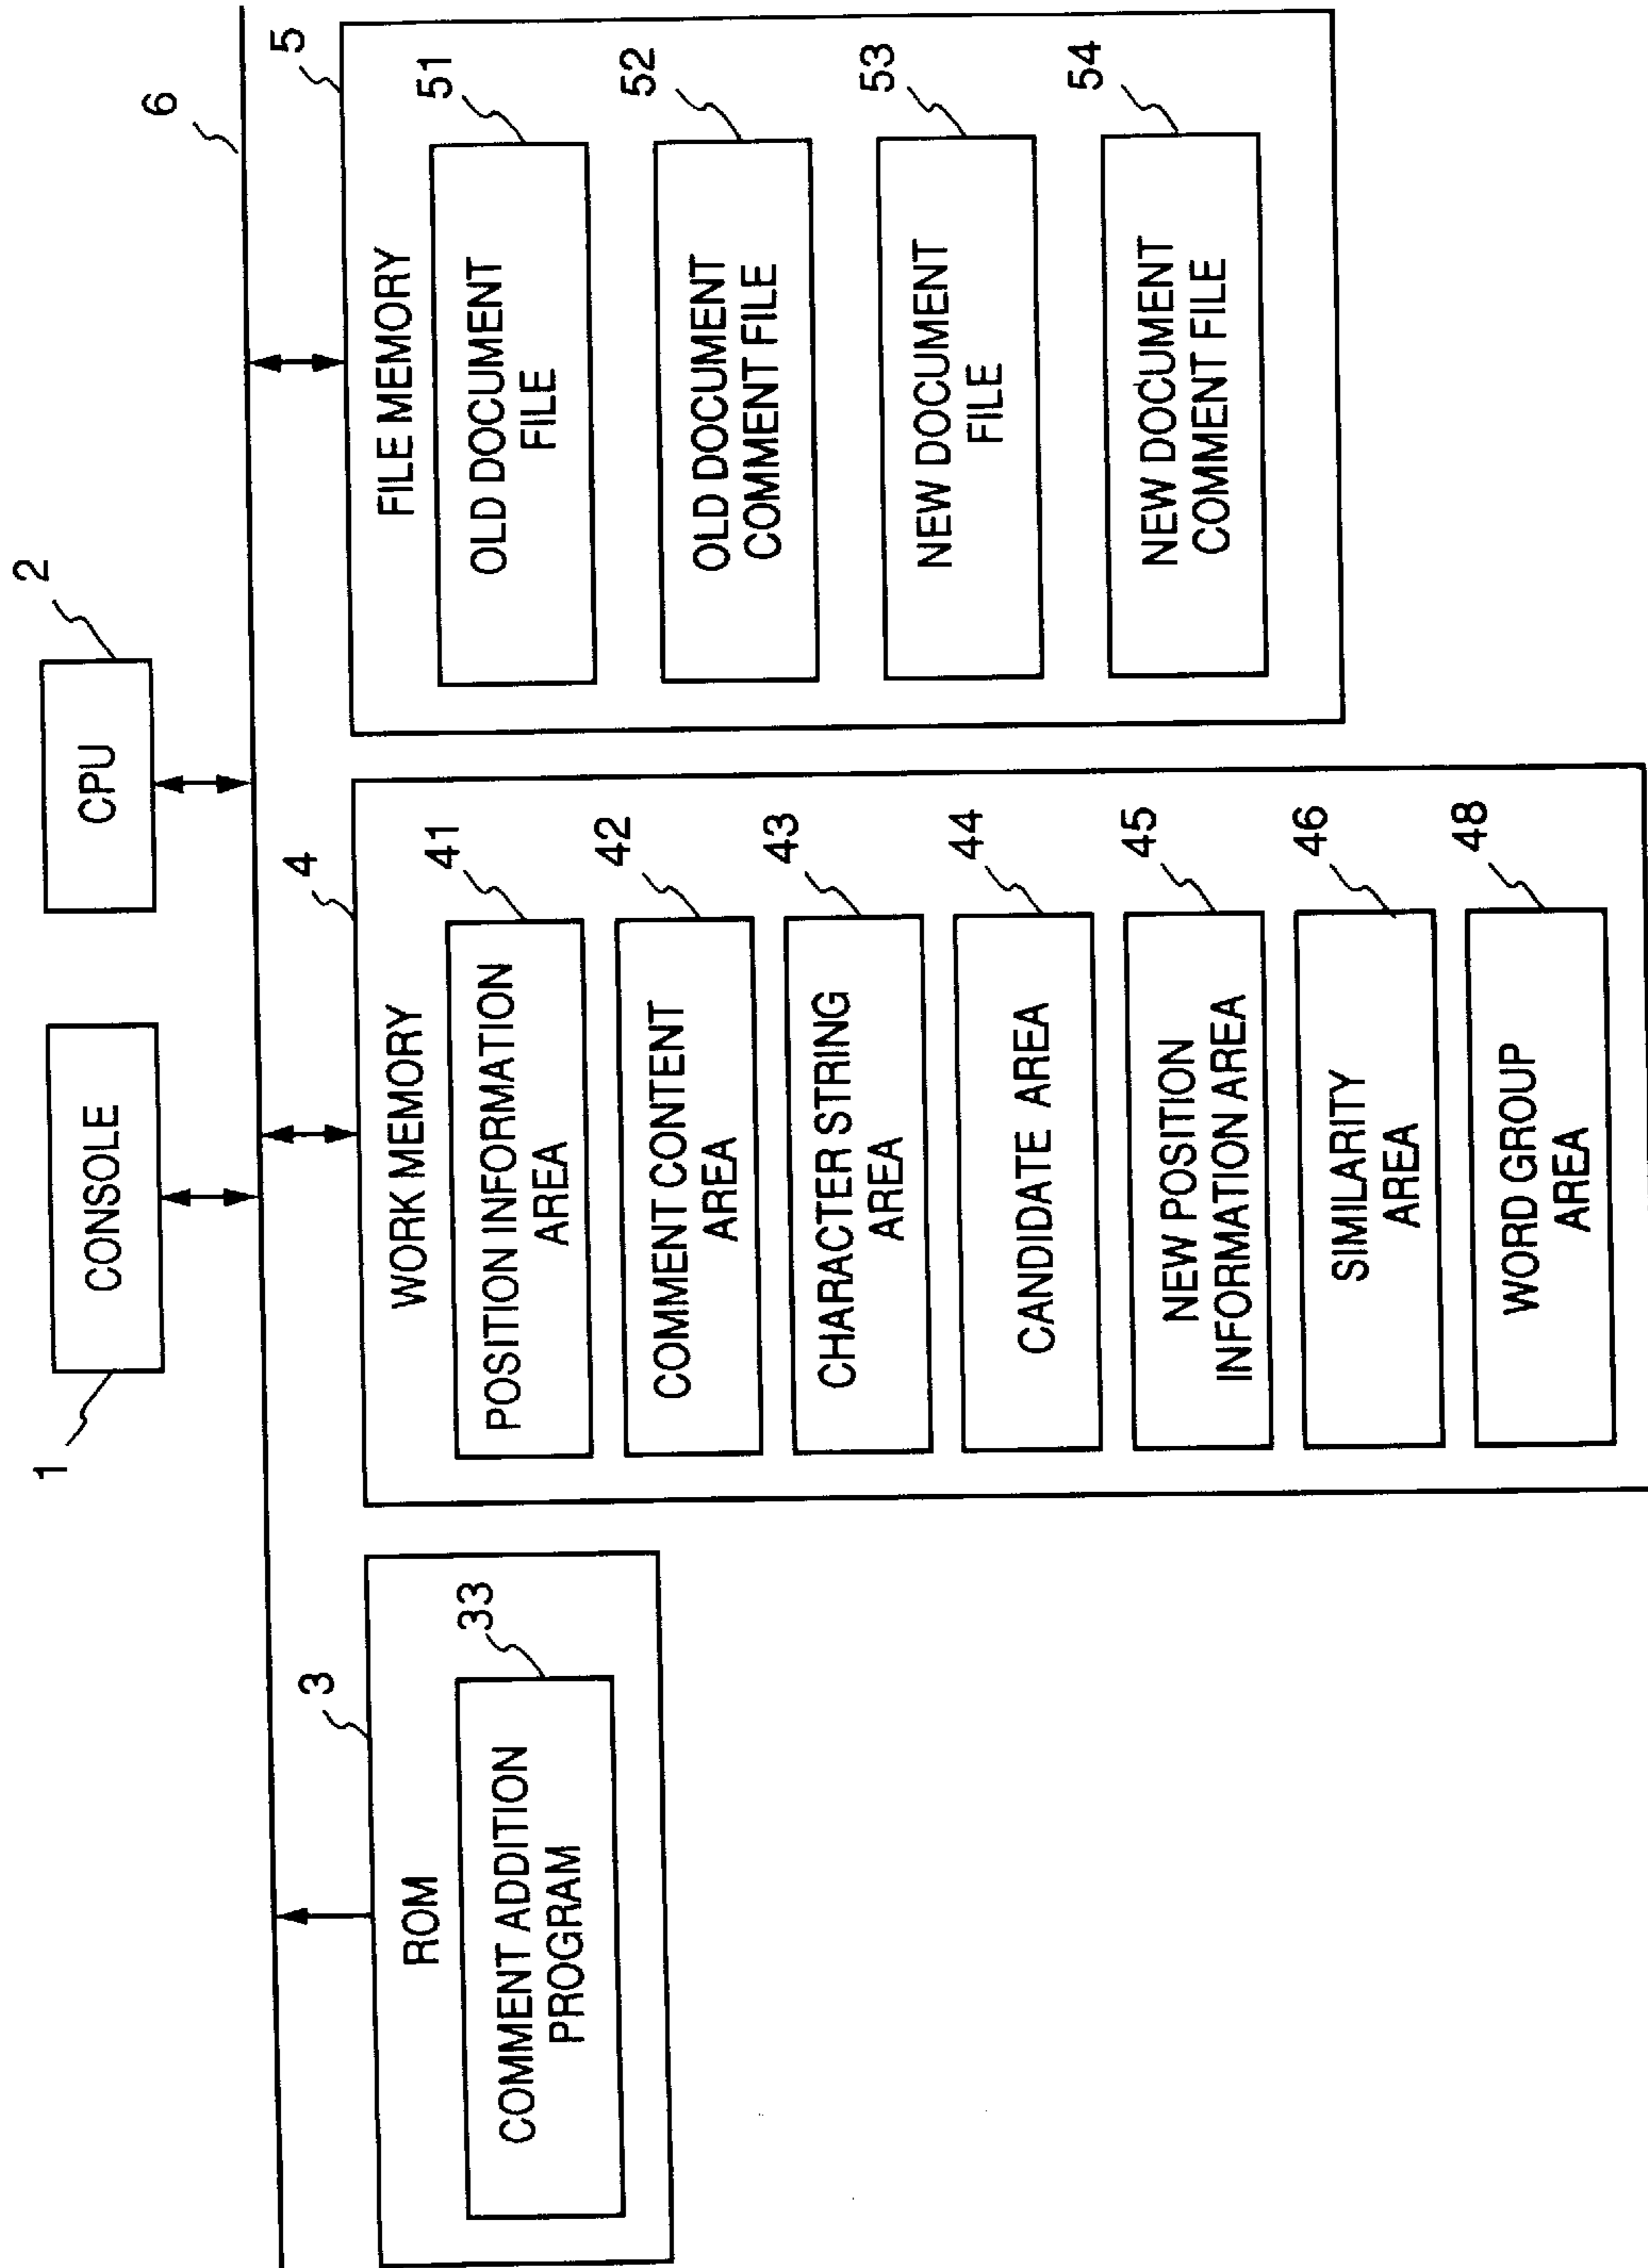 1
CONSOLE
CPU
2
6
3
ROM
33
COMMENT ADDITION
PROGRAM
4
WORK MEMORY
41
POSITION INFORMATION
AREA
42
COMMENT CONTENT
AREA
43
CHARACTER STRING
AREA
44
CANDIDATE AREA
45
NEW POSITION
INFORMATION AREA
46
SIMILARITY
AREA
48
WORD GROUP
AREA
5
FILE MEMORY
51
OLD DOCUMENT
FILE
52
OLD DOCUMENT
COMMENT FILE
53
NEW DOCUMENT
FILE
54
NEW DOCUMENT
COMMENT FILE